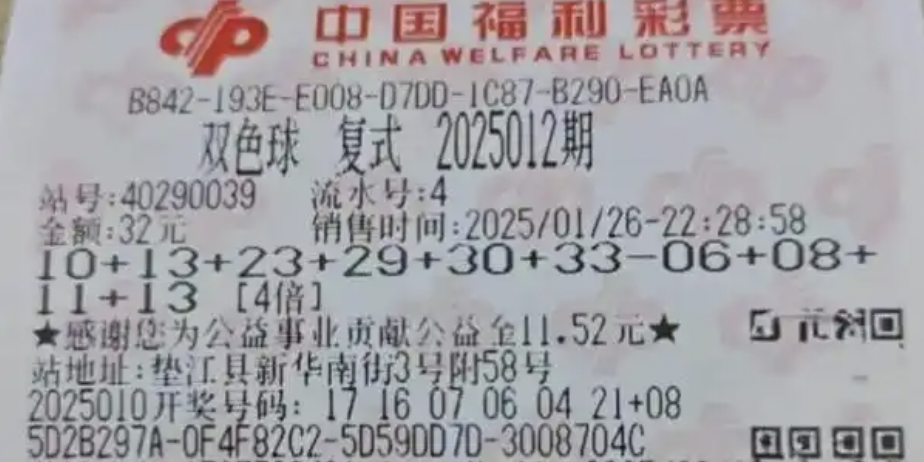 中国福利彩票
CHINA WELFARE LOTTERY
B842-193E-E008-D7DD-1C87-B290-EA0A
双色球 复式 2025012期
站号:40290039 流水号:4
金额:32元 销售时间:2025/01/26-22:28:58
10+13+23+29+30+33-06+08+
11+13 [4倍]
★感谢您为公益事业贡献公益金11.52元★
站地址:垫江县新华南街3号附58号
2025010开奖号码: 17 16 07 06 04 21+08
5D2B297A-0F4F82C2-5D59DD7D-3008704C